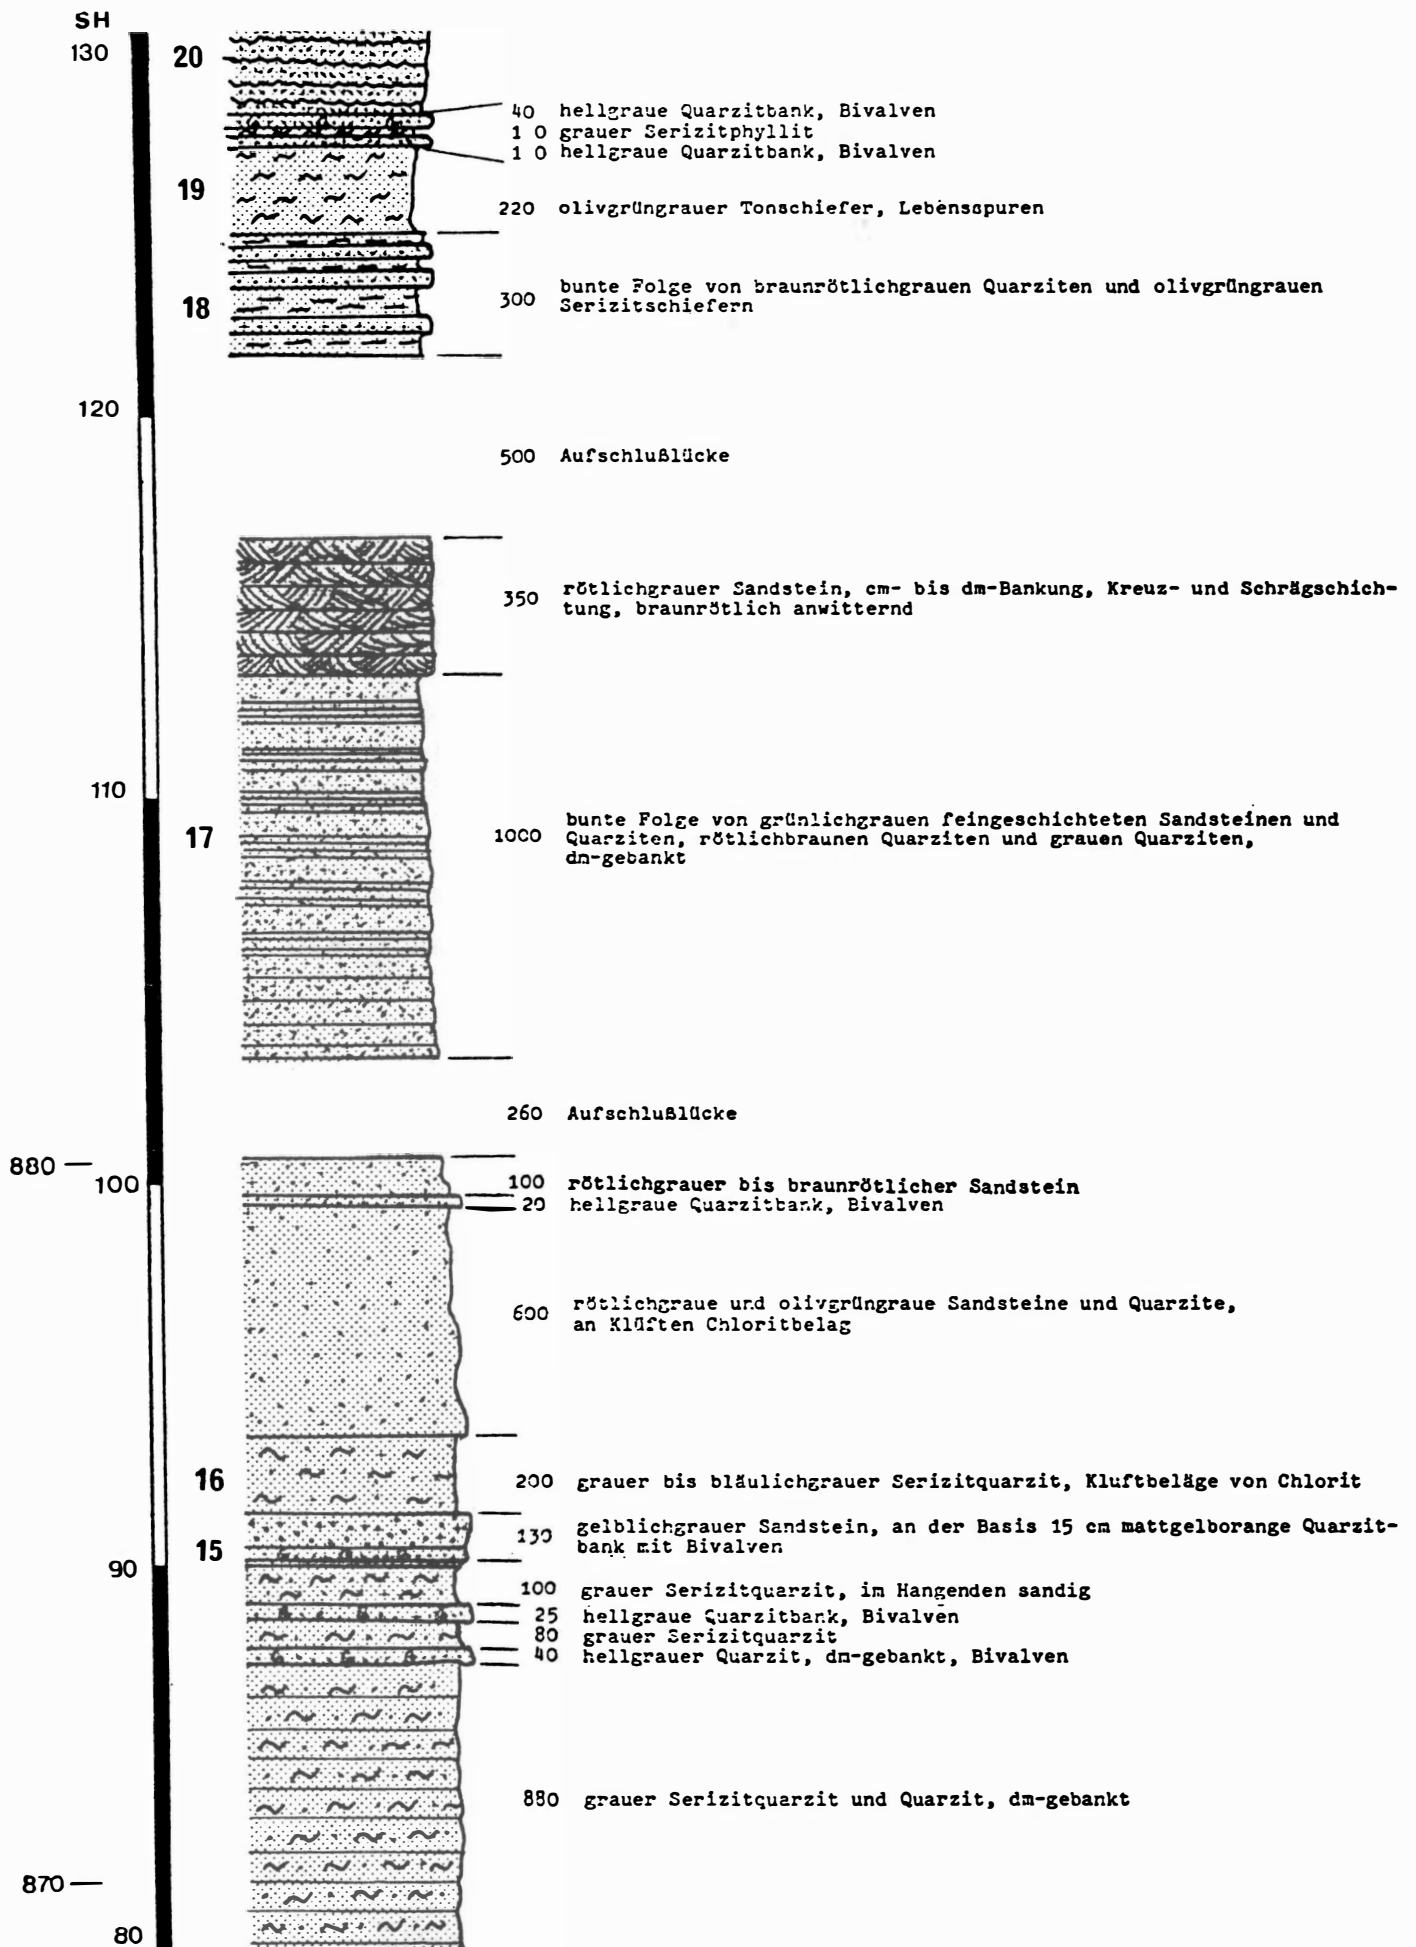 SH
130
20
40 hellgraue Quarzitbank, Bivalven
1 0 grauer Serizitphyllit
1 0 hellgraue Quarzitbank, Bivalven
19
220 olivgrüngrauer Tonschiefer, Lebensspuren
18
300 bunte Folge von braunrötlichgrauen Quarziten und olivgrüngrauen
Serizitschiefern
120
500 Aufschlußlücke
350 rötlichgrauer Sandstein, cm- bis dm-Bankung, Kreuz- und Schrägschich-
tung, braunrötlich anwitternd
110
17
1000 bunte Folge von grünlichgrauen feingeschichteten Sandsteinen und
Quarziten, rötlichbraunen Quarziten und grauen Quarziten,
dm-gebankt
260 Aufschlußlücke
880
100
100 rötlichgrauer bis braunrötlicher Sandstein
20 hellgraue Quarzitbank, Bivalven
600 rötlichgraue und olivgrüngraue Sandsteine und Quarzite,
an Klüften Chloritbelag
16
200 grauer bis bläulichgrauer Serizitquarzit, Kluftbeläge von Chlorit
15
130 gelblichgrauer Sandstein, an der Basis 15 cm mattgelborange Quarzit-
bank mit Bivalven
90
100 grauer Serizitquarzit, im Hangenden sandig
25 hellgraue Quarzitbank, Bivalven
80 grauer Serizitquarzit
40 hellgrauer Quarzit, dm-gebankt, Bivalven
880 grauer Serizitquarzit und Quarzit, dm-gebankt
870
80